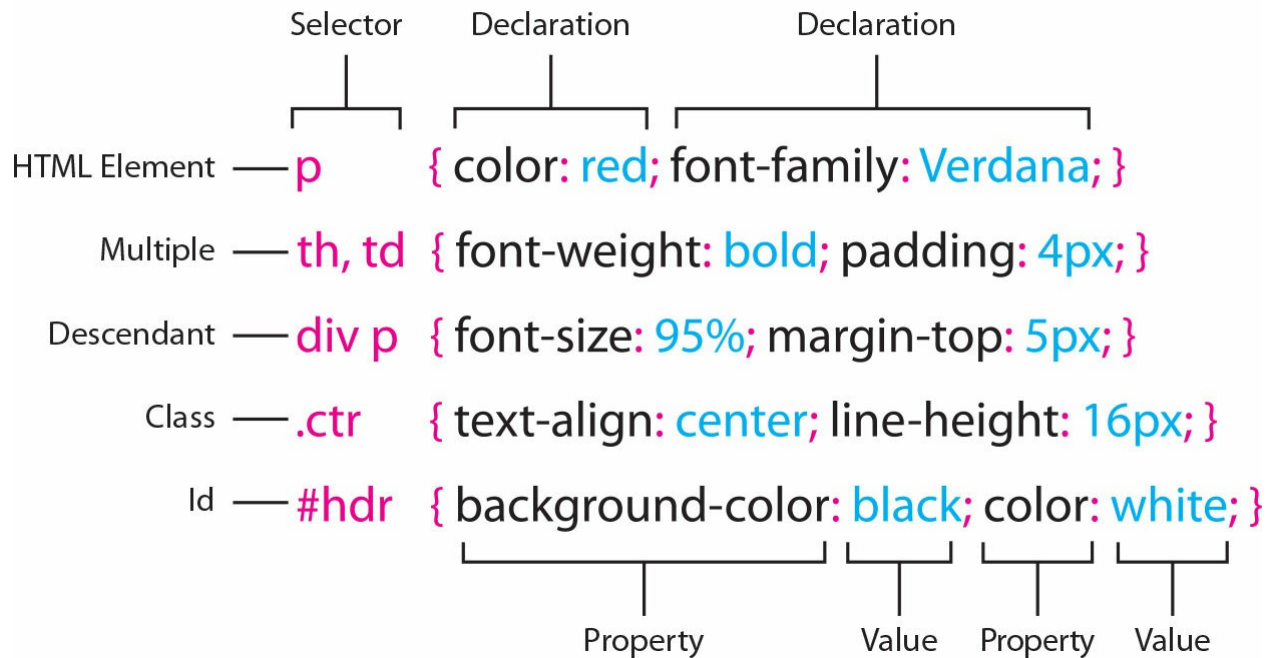 Selector Declaration Declaration
HTML Element p { color: red; font-family: Verdana; }
Multiple th, td { font-weight: bold; padding: 4px; }
Descendant div p { font-size: 95%; margin-top: 5px; }
Class .ctr { text-align: center; line-height: 16px; }
Id #hdr { background-color: black; color: white; }
Property Value Property Value